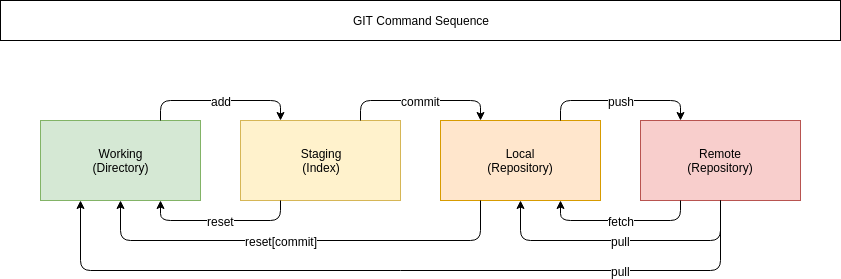 GIT Command Sequence
add
commit
push
Working
(Directory)
Staging
(Index)
Local
(Repository)
Remote
(Repository)
reset
fetch
reset[commit]
pull
pull